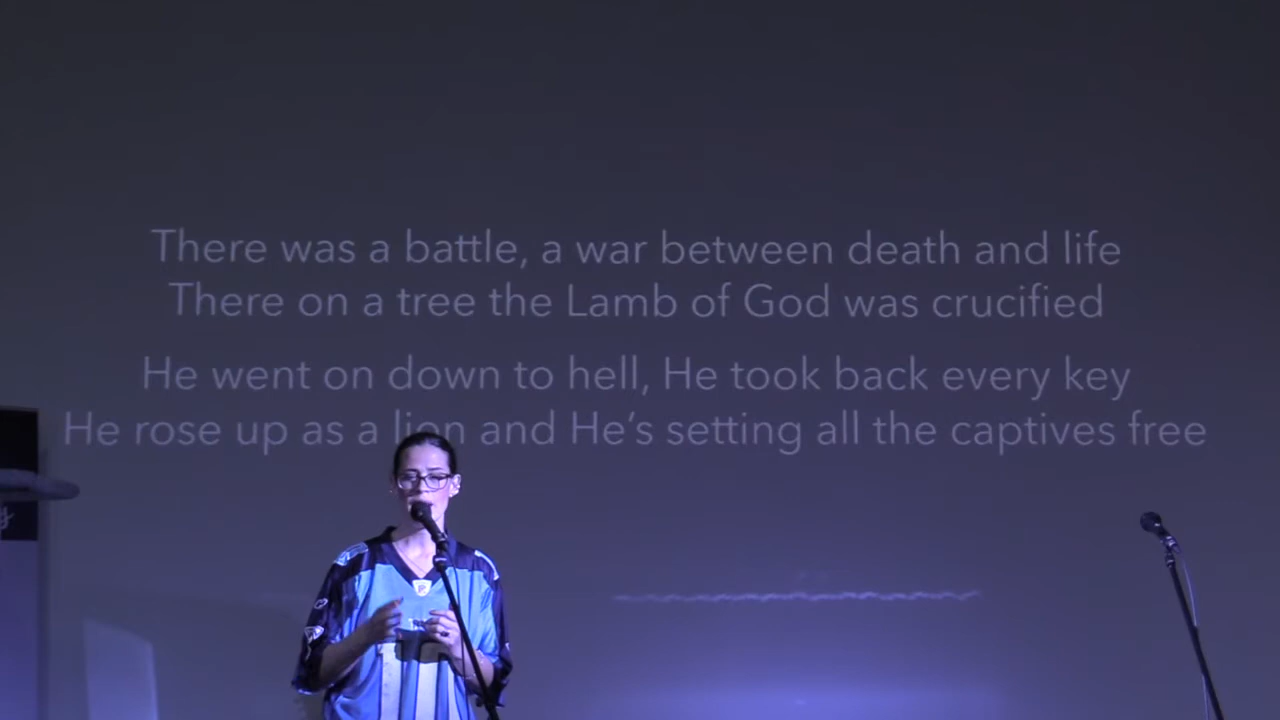 There was a battle, a war between death and life
There on a tree the Lamb of God was crucified
He went on down to hell, He took back every key
He rose up as a lion and He's setting all the captives free